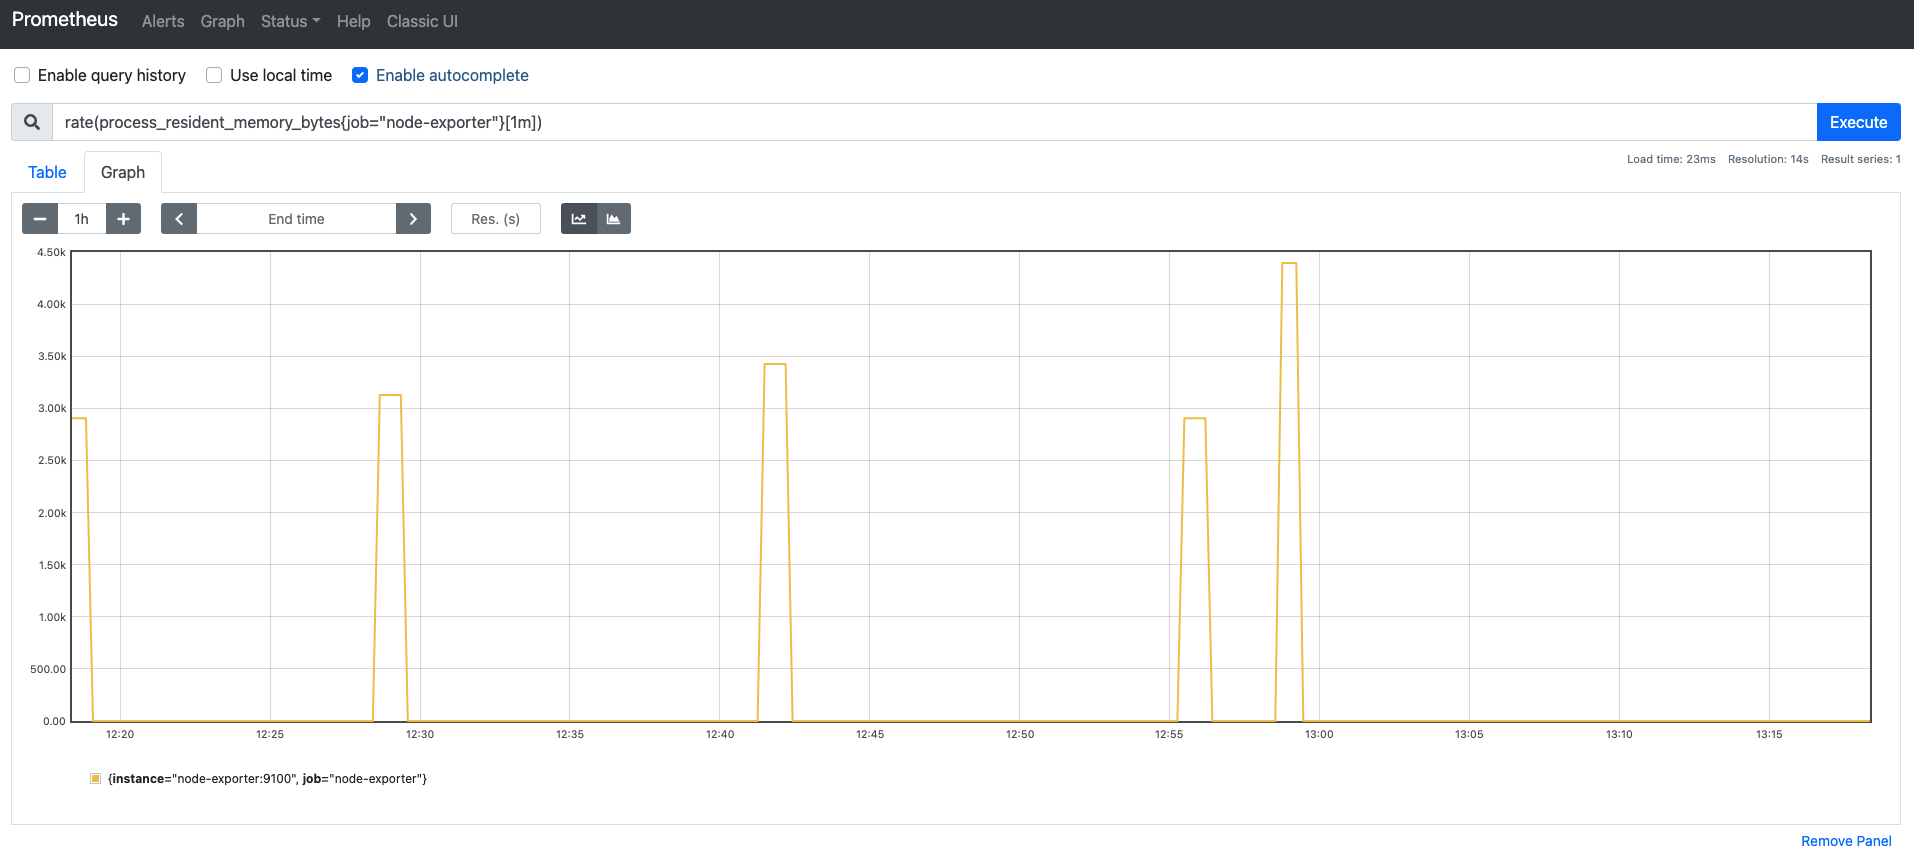 Prometheus Alerts Graph Status Help Classic UI
Enable query history Use local time Enable autocomplete
rate(process_resident_memory_bytes{job="node-exporter"}[1m]) Execute
Table Graph Load time: 23ms Resolution: 14s Result series: 1
1h End time Res. (s)
4.50k
4.00k
3.50k
3.00k
2.50k
2.00k
1.50k
1.00k
500.00
0.00
12:20 12:25 12:30 12:35 12:40 12:45 12:50 12:55 13:00 13:05 13:10 13:15
{instance="node-exporter:9100", job="node-exporter"}
Remove Panel